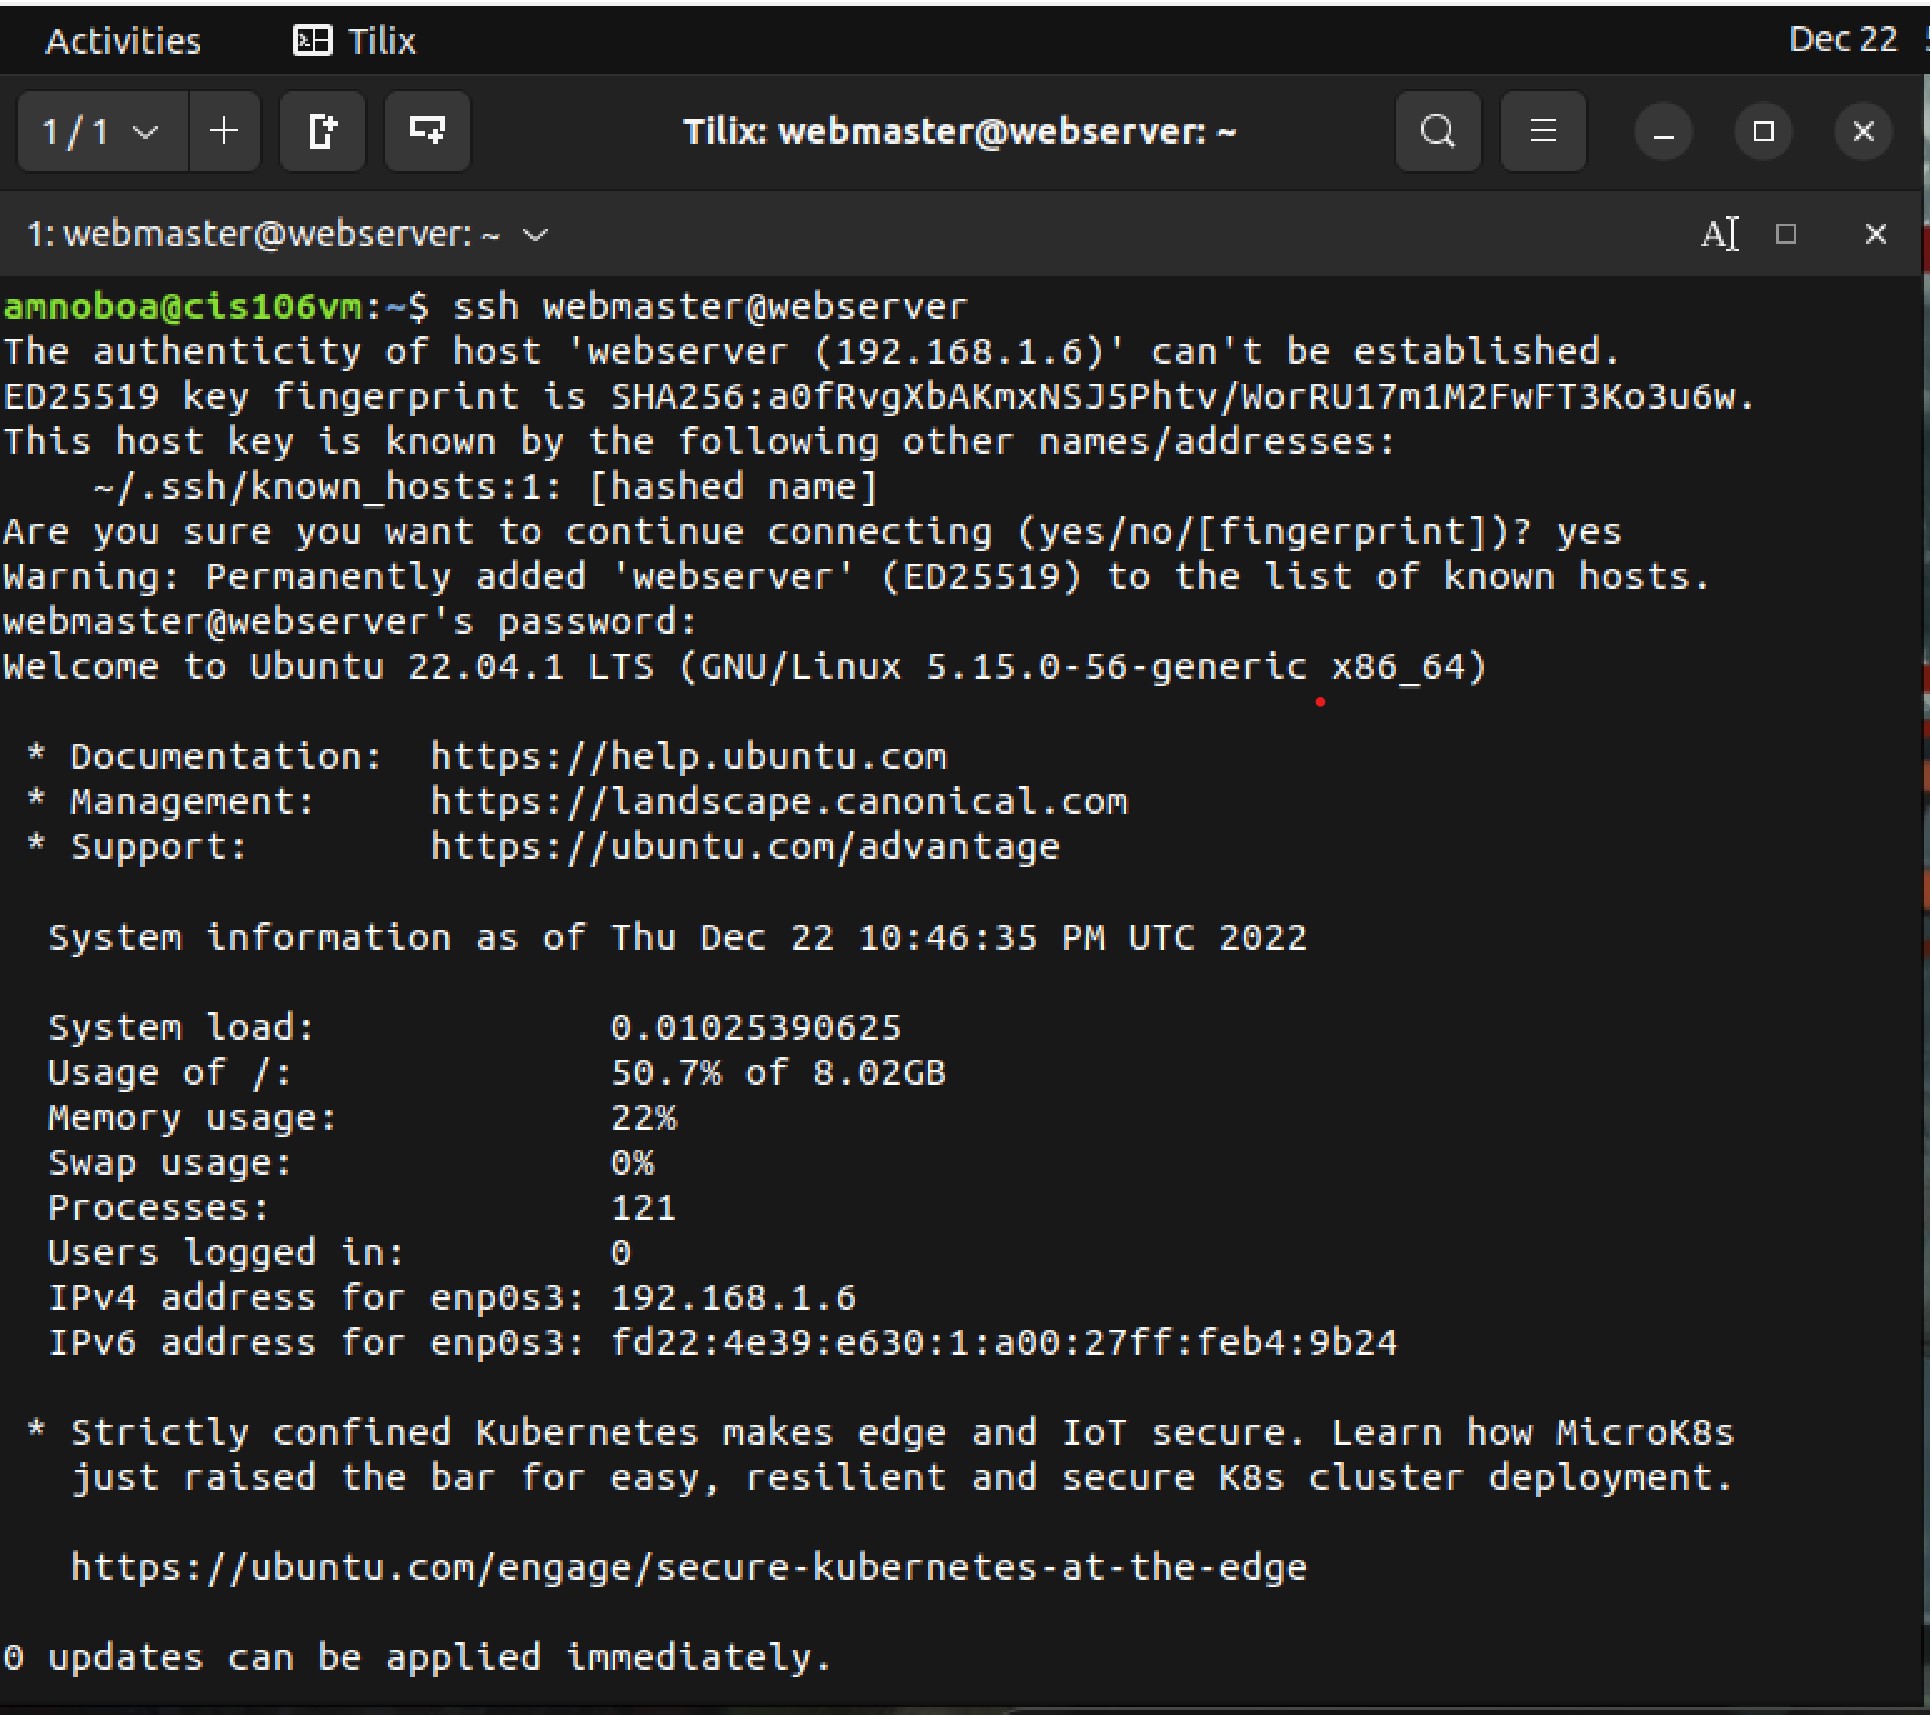 Activities Tilix Dec 22
1 / 1 Tilix: webmaster@webserver: ~
1: webmaster@webserver: ~
amnoboa@cis106vm:~$ ssh webmaster@webserver
The authenticity of host 'webserver (192.168.1.6)' can't be established.
ED25519 key fingerprint is SHA256:a0fRvgXbAKmxNSJ5Phtv/WorRU17m1M2FwFT3Ko3u6w.
This host key is known by the following other names/addresses:
    ~/.ssh/known_hosts:1: [hashed name]
Are you sure you want to continue connecting (yes/no/[fingerprint])? yes
Warning: Permanently added 'webserver' (ED25519) to the list of known hosts.
webmaster@webserver's password:
Welcome to Ubuntu 22.04.1 LTS (GNU/Linux 5.15.0-56-generic x86_64)
 * Documentation:  https://help.ubuntu.com
 * Management:     https://landscape.canonical.com
 * Support:        https://ubuntu.com/advantage
  System information as of Thu Dec 22 10:46:35 PM UTC 2022
  System load:             0.01025390625
  Usage of /:              50.7% of 8.02GB
  Memory usage:            22%
  Swap usage:              0%
  Processes:               121
  Users logged in:         0
  IPv4 address for enp0s3: 192.168.1.6
  IPv6 address for enp0s3: fd22:4e39:e630:1:a00:27ff:feb4:9b24
 * Strictly confined Kubernetes makes edge and IoT secure. Learn how MicroK8s
   just raised the bar for easy, resilient and secure K8s cluster deployment.
   https://ubuntu.com/engage/secure-kubernetes-at-the-edge
0 updates can be applied immediately.